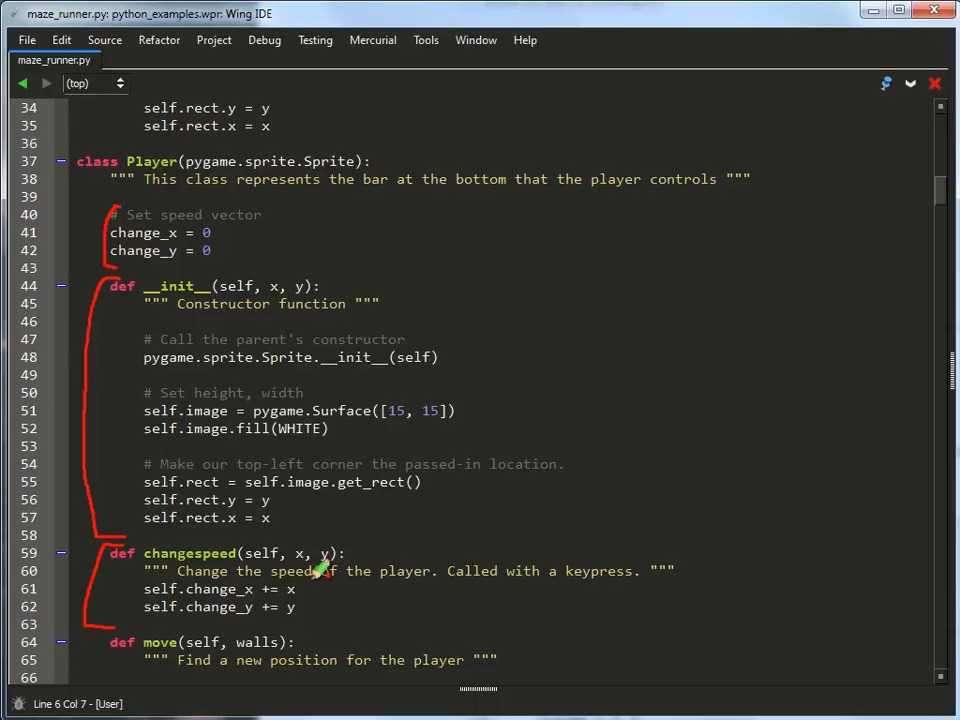 maze_runner.py: python_examples.wpr: Wing IDE
File Edit Source Refactor Project Debug Testing Mercurial Tools Window Help
maze_runner.py
(top)
34 self.rect.y = y
35 self.rect.x = x
36
37 class Player(pygame.sprite.Sprite):
38 """ This class represents the bar at the bottom that the player controls """
39
40 # Set speed vector
41 change_x = 0
42 change_y = 0
43
44 def __init__(self, x, y):
45 """ Constructor function """
46
47 # Call the parent's constructor
48 pygame.sprite.Sprite.__init__(self)
49
50 # Set height, width
51 self.image = pygame.Surface([15, 15])
52 self.image.fill(WHITE)
53
54 # Make our top-left corner the passed-in location.
55 self.rect = self.image.get_rect()
56 self.rect.y = y
57 self.rect.x = x
58
59 def changespeed(self, x, y):
60 """ Change the speed of the player. Called with a keypress. """
61 self.change_x += x
62 self.change_y += y
63
64 def move(self, walls):
65 """ Find a new position for the player """
66
Line 6 Col 7 - [User]